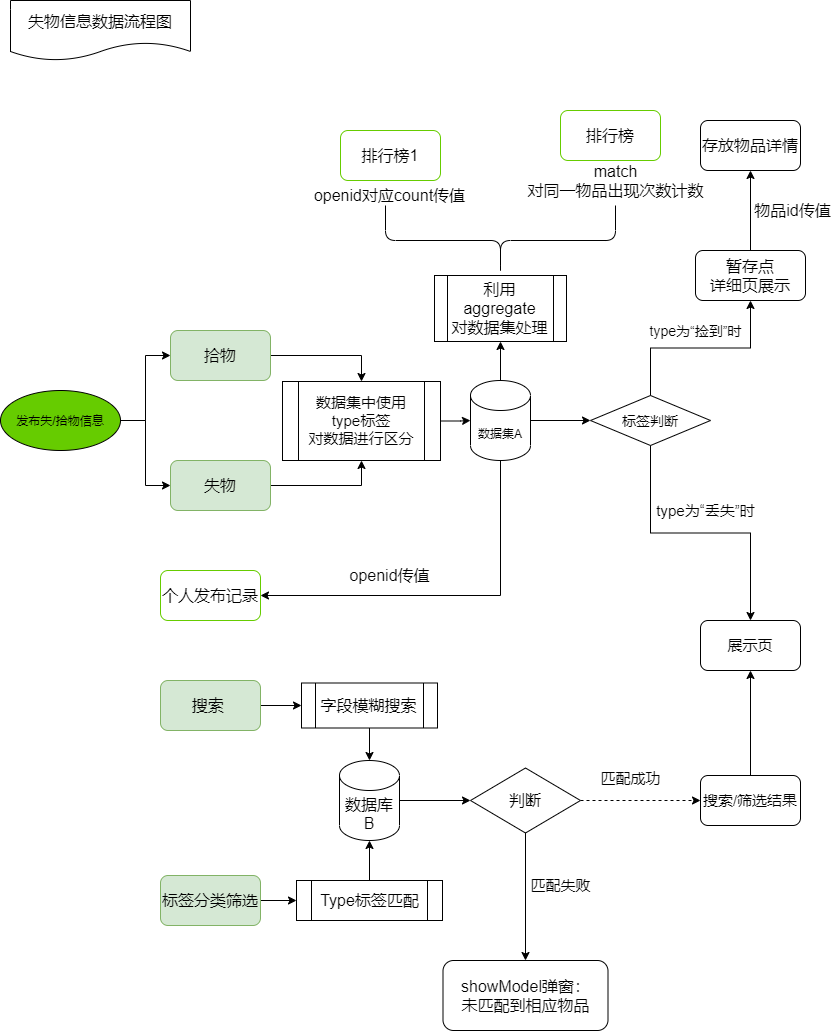 失物信息数据流程图
排行榜1
openid对应count传值
排行榜
match
对同一物品出现次数计数
存放物品详情
物品id传值
暂存点
详细页展示
利用
aggregate
对数据集处理
type为“捡到”时
拾物
发布失/拾物信息
数据集中使用
type标签
对数据进行区分
数据集A
标签判断
失物
type为“丢失”时
openid传值
个人发布记录
展示页
搜索
字段模糊搜索
数据库
B
判断
匹配成功
搜索/筛选结果
标签分类筛选
Type标签匹配
匹配失败
showModel弹窗：
未匹配到相应物品